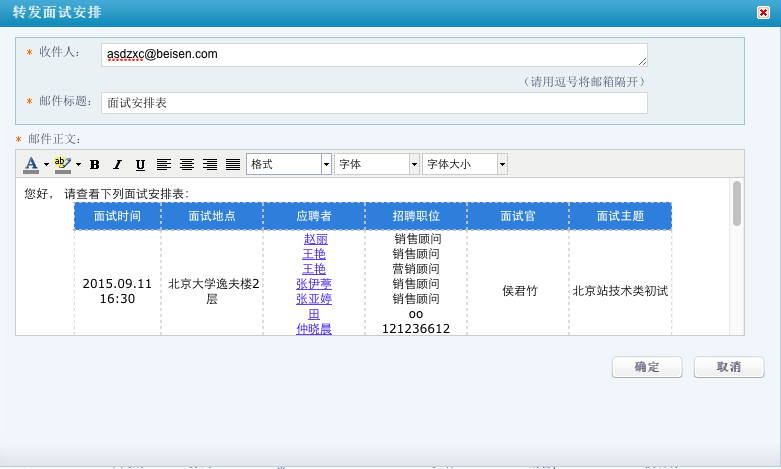 转发面试安排
* 收件人: asdzxc@beisen.com
(请用逗号将邮箱隔开)
* 邮件标题: 面试安排表
* 邮件正文:
A ab B I U 格式 字体 字体大小
您好, 请查看下列面试安排表:
面试时间 面试地点 应聘者 招聘职位 面试官 面试主题
赵丽 销售顾问
王艳 销售顾问
王艳 营销顾问
2015.09.11 16:30 北京大学逸夫楼2层 张伊葶 销售顾问 侯君竹 北京站技术类初试
张亚婷 销售顾问
田 oo
仲晓晨 121236612
确定 取消